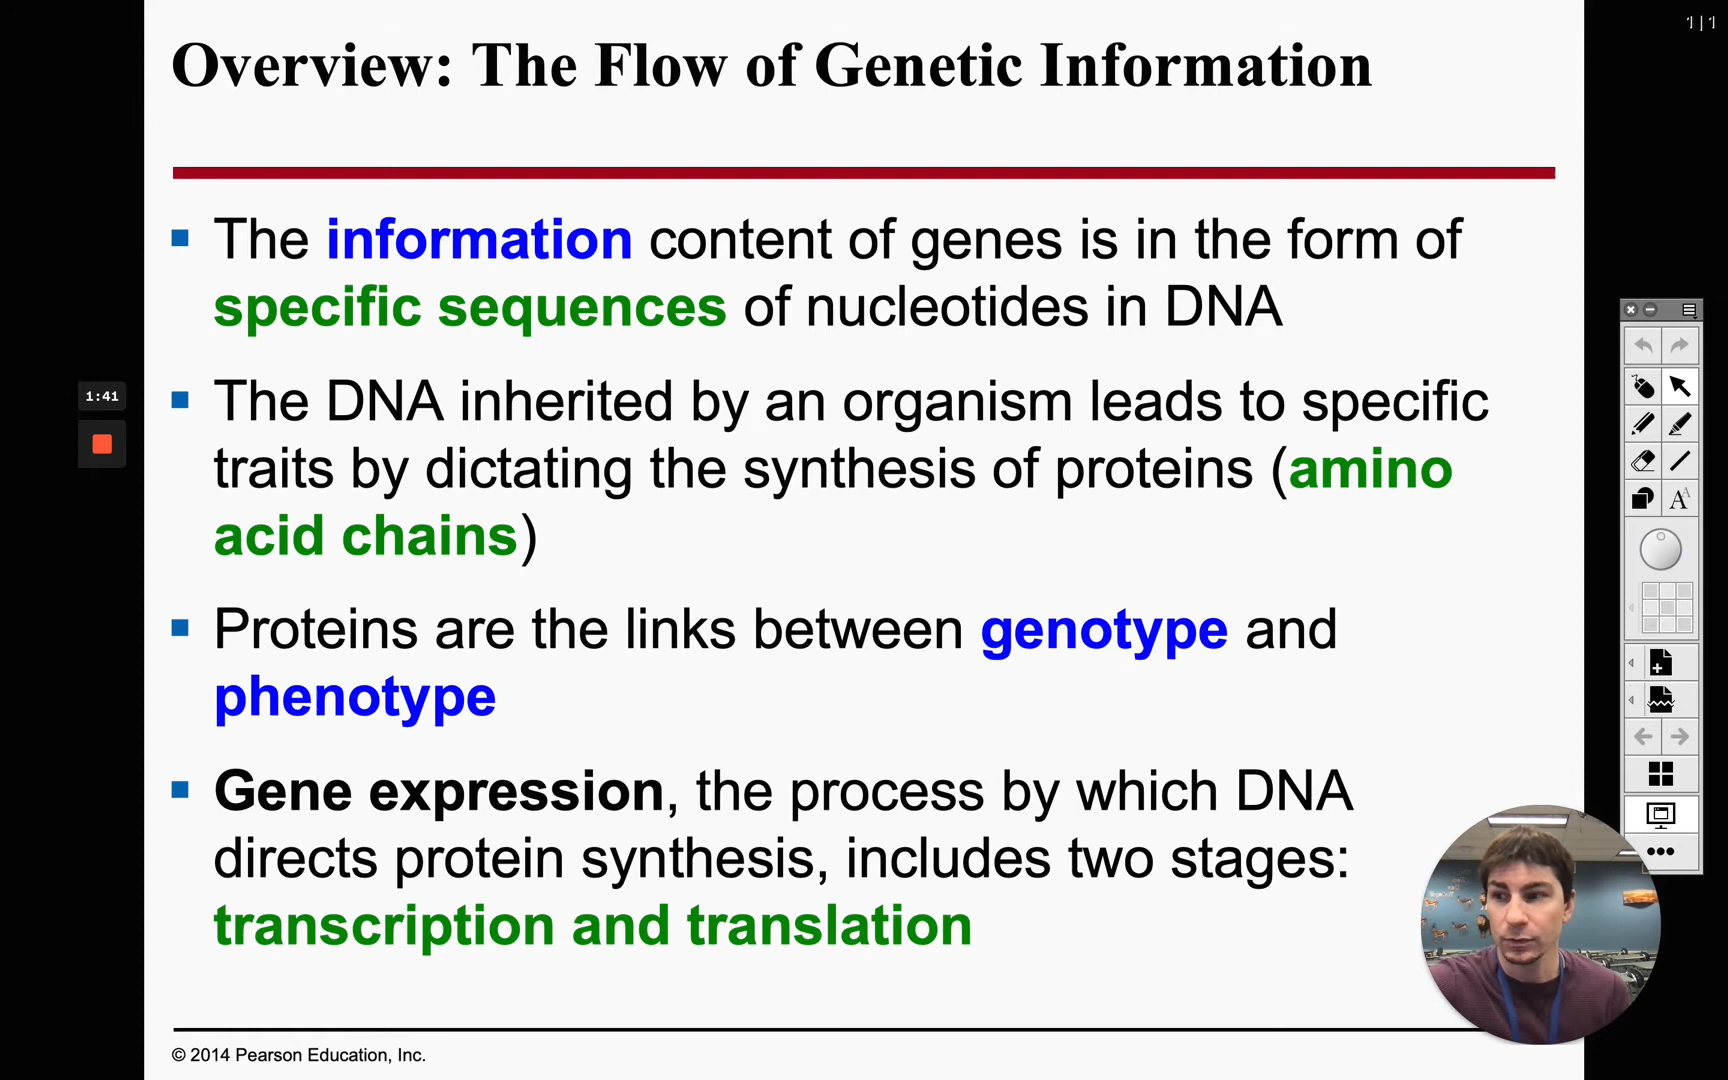 Overview: The Flow of Genetic Information
The information content of genes is in the form of
specific sequences of nucleotides in DNA
The DNA inherited by an organism leads to specific
traits by dictating the synthesis of proteins (amino
acid chains)
Proteins are the links between genotype and
phenotype
Gene expression, the process by which DNA
directs protein synthesis, includes two stages:
transcription and translation
© 2014 Pearson Education, Inc.
1:41
A A